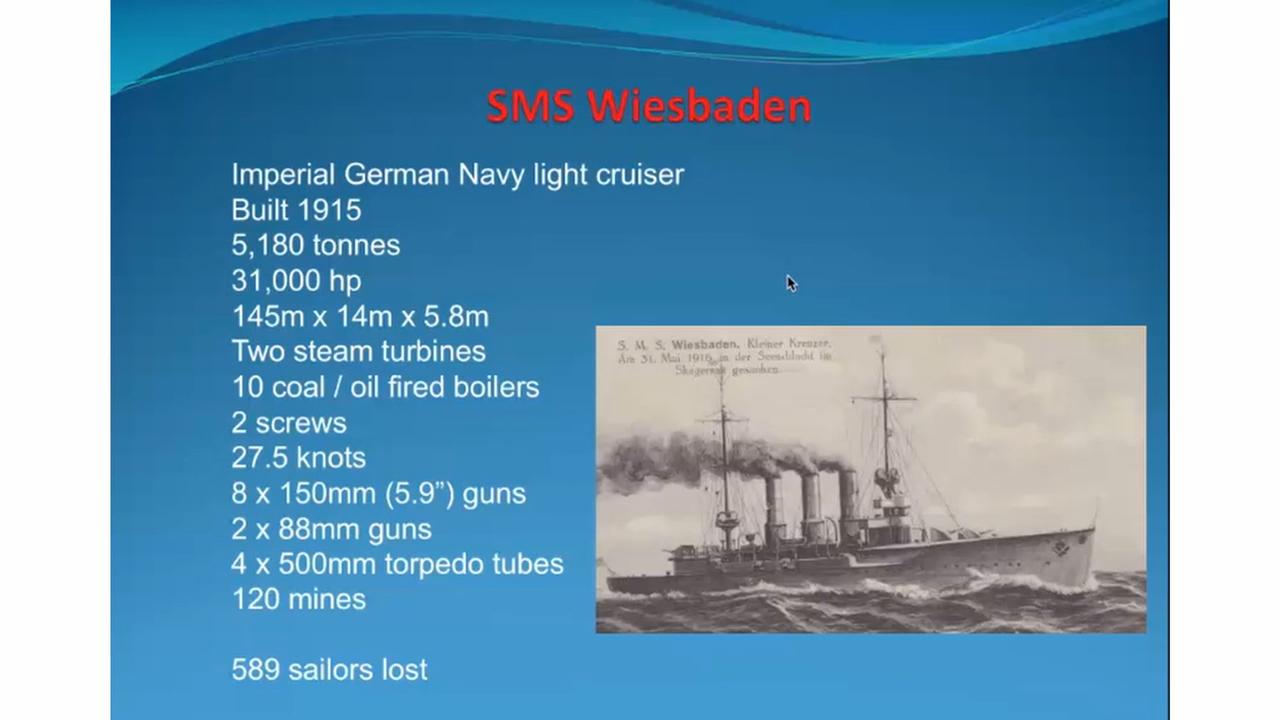 SMS Wiesbaden
Imperial German Navy light cruiser
Built 1915
5,180 tonnes
31,000 hp
145m x 14m x 5.8m
Two steam turbines
10 coal / oil fired boilers
2 screws
27.5 knots
8 x 150mm (5.9”) guns
2 x 88mm guns
4 x 500mm torpedo tubes
120 mines
589 sailors lost
S. M. S. Wiesbaden. Kleiner Kreuzer.
Am 31. Mai 1916 in der Seeschlacht im
Skagerrak gesunken.